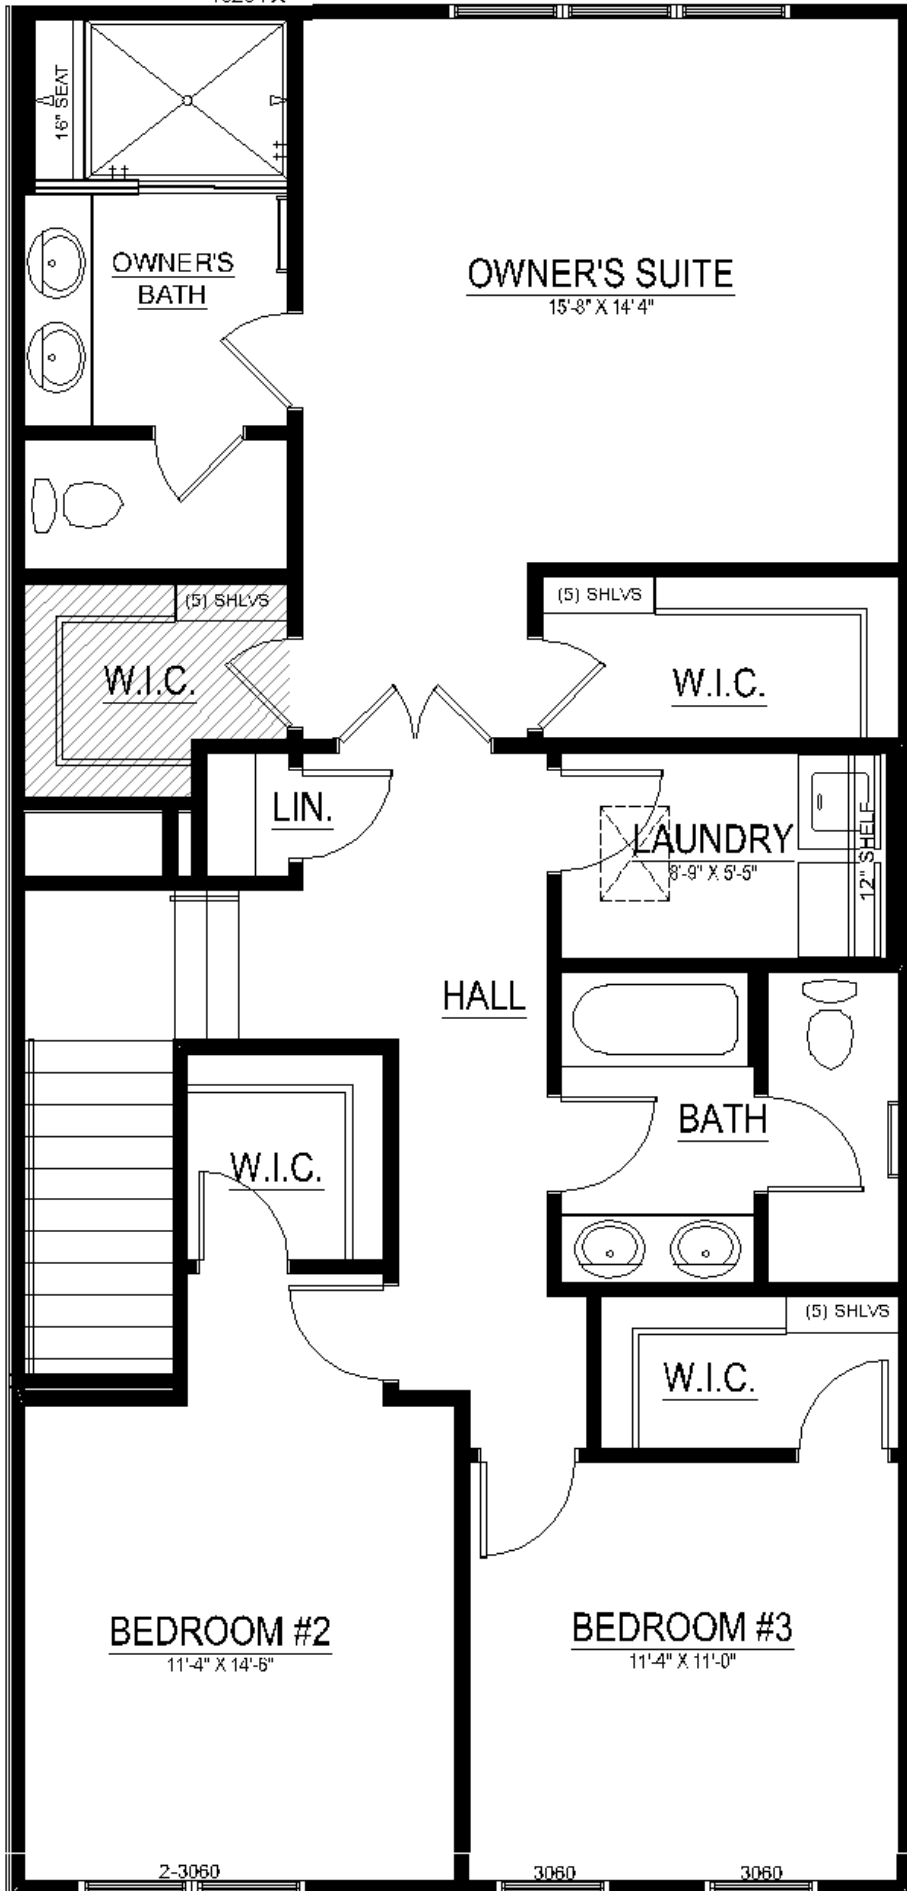 16" SEAT
OWNER'S
BATH
OWNER'S SUITE
15'-8" X 14'4"
(5) SHLVS
W.I.C.
(5) SHLVS
W.I.C.
LIN.
LAUNDRY
8'-9" X 5'-5"
12" SHELF
HALL
BATH
W.I.C.
(5) SHLVS
W.I.C.
BEDROOM #2
11'-4" X 14'-6"
BEDROOM #3
11'-4" X 11'-0"
2-3060
3060
3060